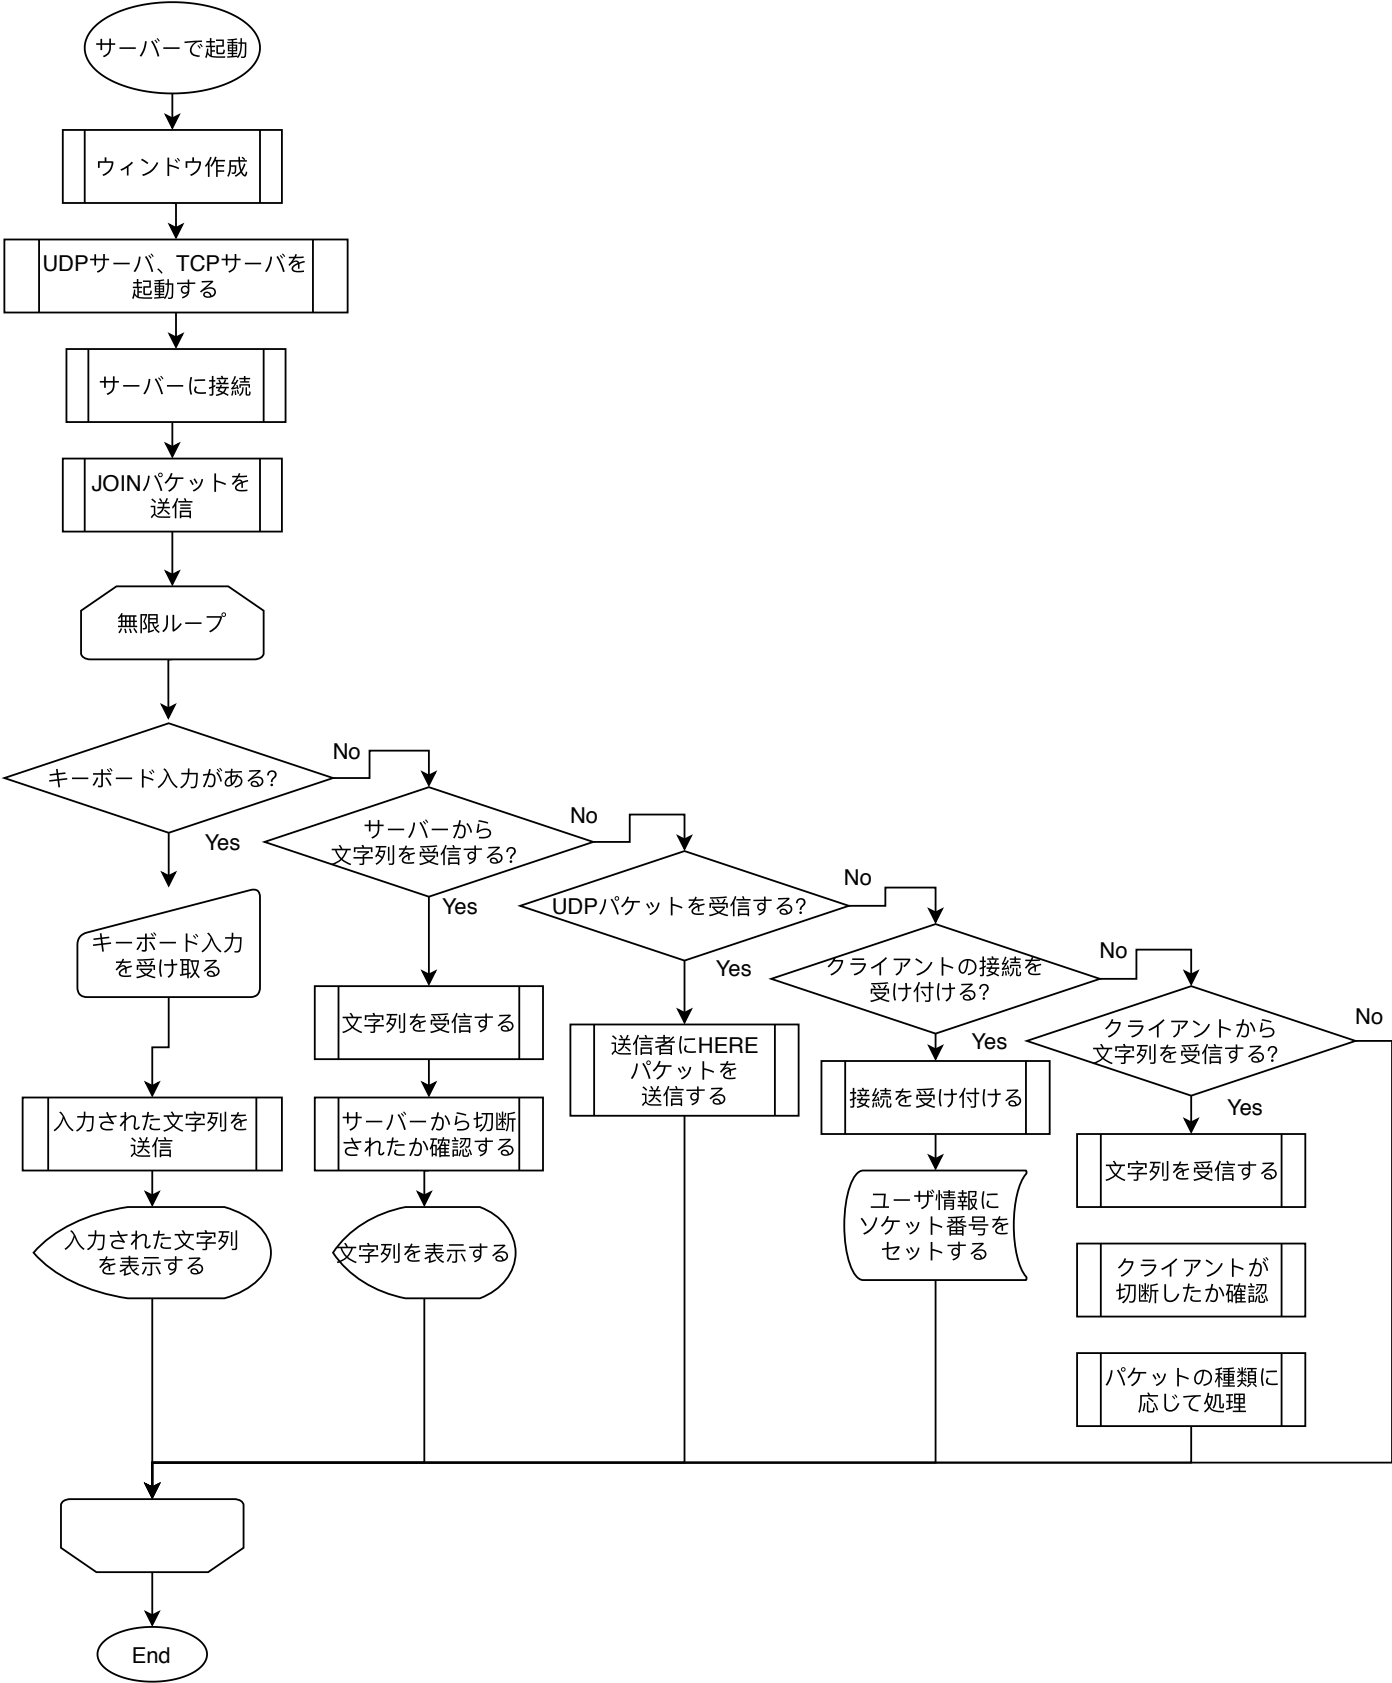 サーバーで起動
ウィンドウ作成
UDPサーバ、TCPサーバを
起動する
サーバーに接続
JOINパケットを
送信
無限ループ
キーボード入力がある?
No
Yes
キーボード入力
を受け取る
入力された文字列を
送信
入力された文字列
を表示する
サーバーから
文字列を受信する?
No
Yes
文字列を受信する
サーバーから切断
されたか確認する
文字列を表示する
UDPパケットを受信する?
No
Yes
送信者にHERE
パケットを
送信する
クライアントの接続を
受け付ける?
No
Yes
接続を受け付ける
ユーザ情報に
ソケット番号を
セットする
クライアントから
文字列を受信する?
No
Yes
文字列を受信する
クライアントが
切断したか確認
パケットの種類に
応じて処理
End